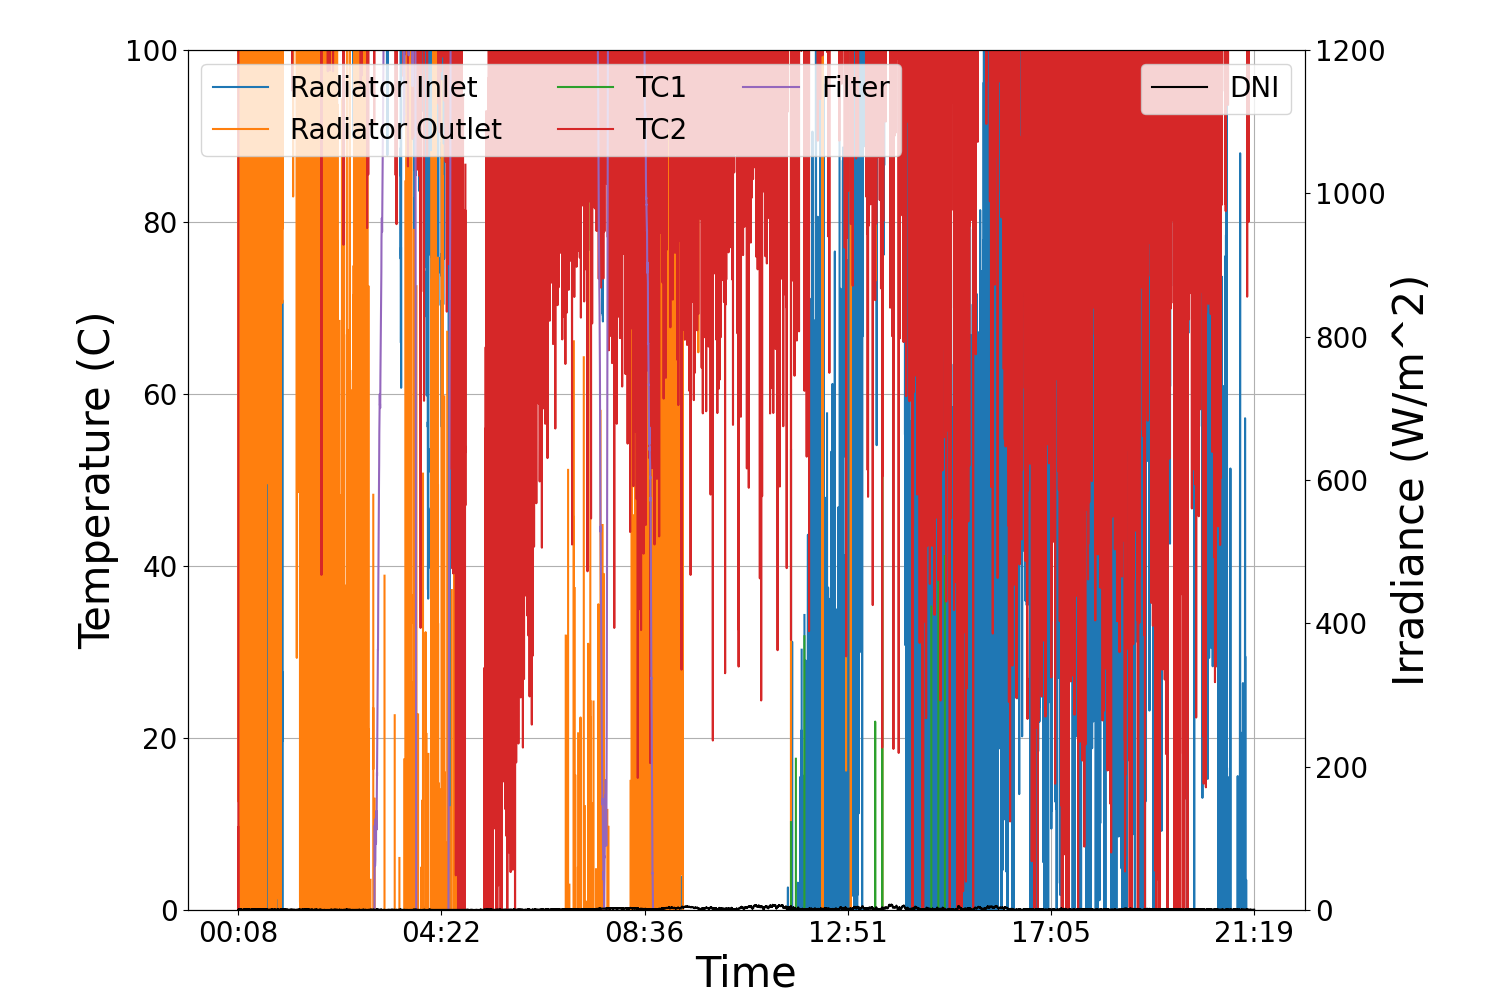 100 1200
Radiator Inlet TC1 Filter DNI
Radiator Outlet TC2
80 1000
800
60
600
40
400
20
200
0 0
00:08 04:22 08:36 12:51 17:05 21:19
Time
Temperature (C)
Irradiance (W/m^2)